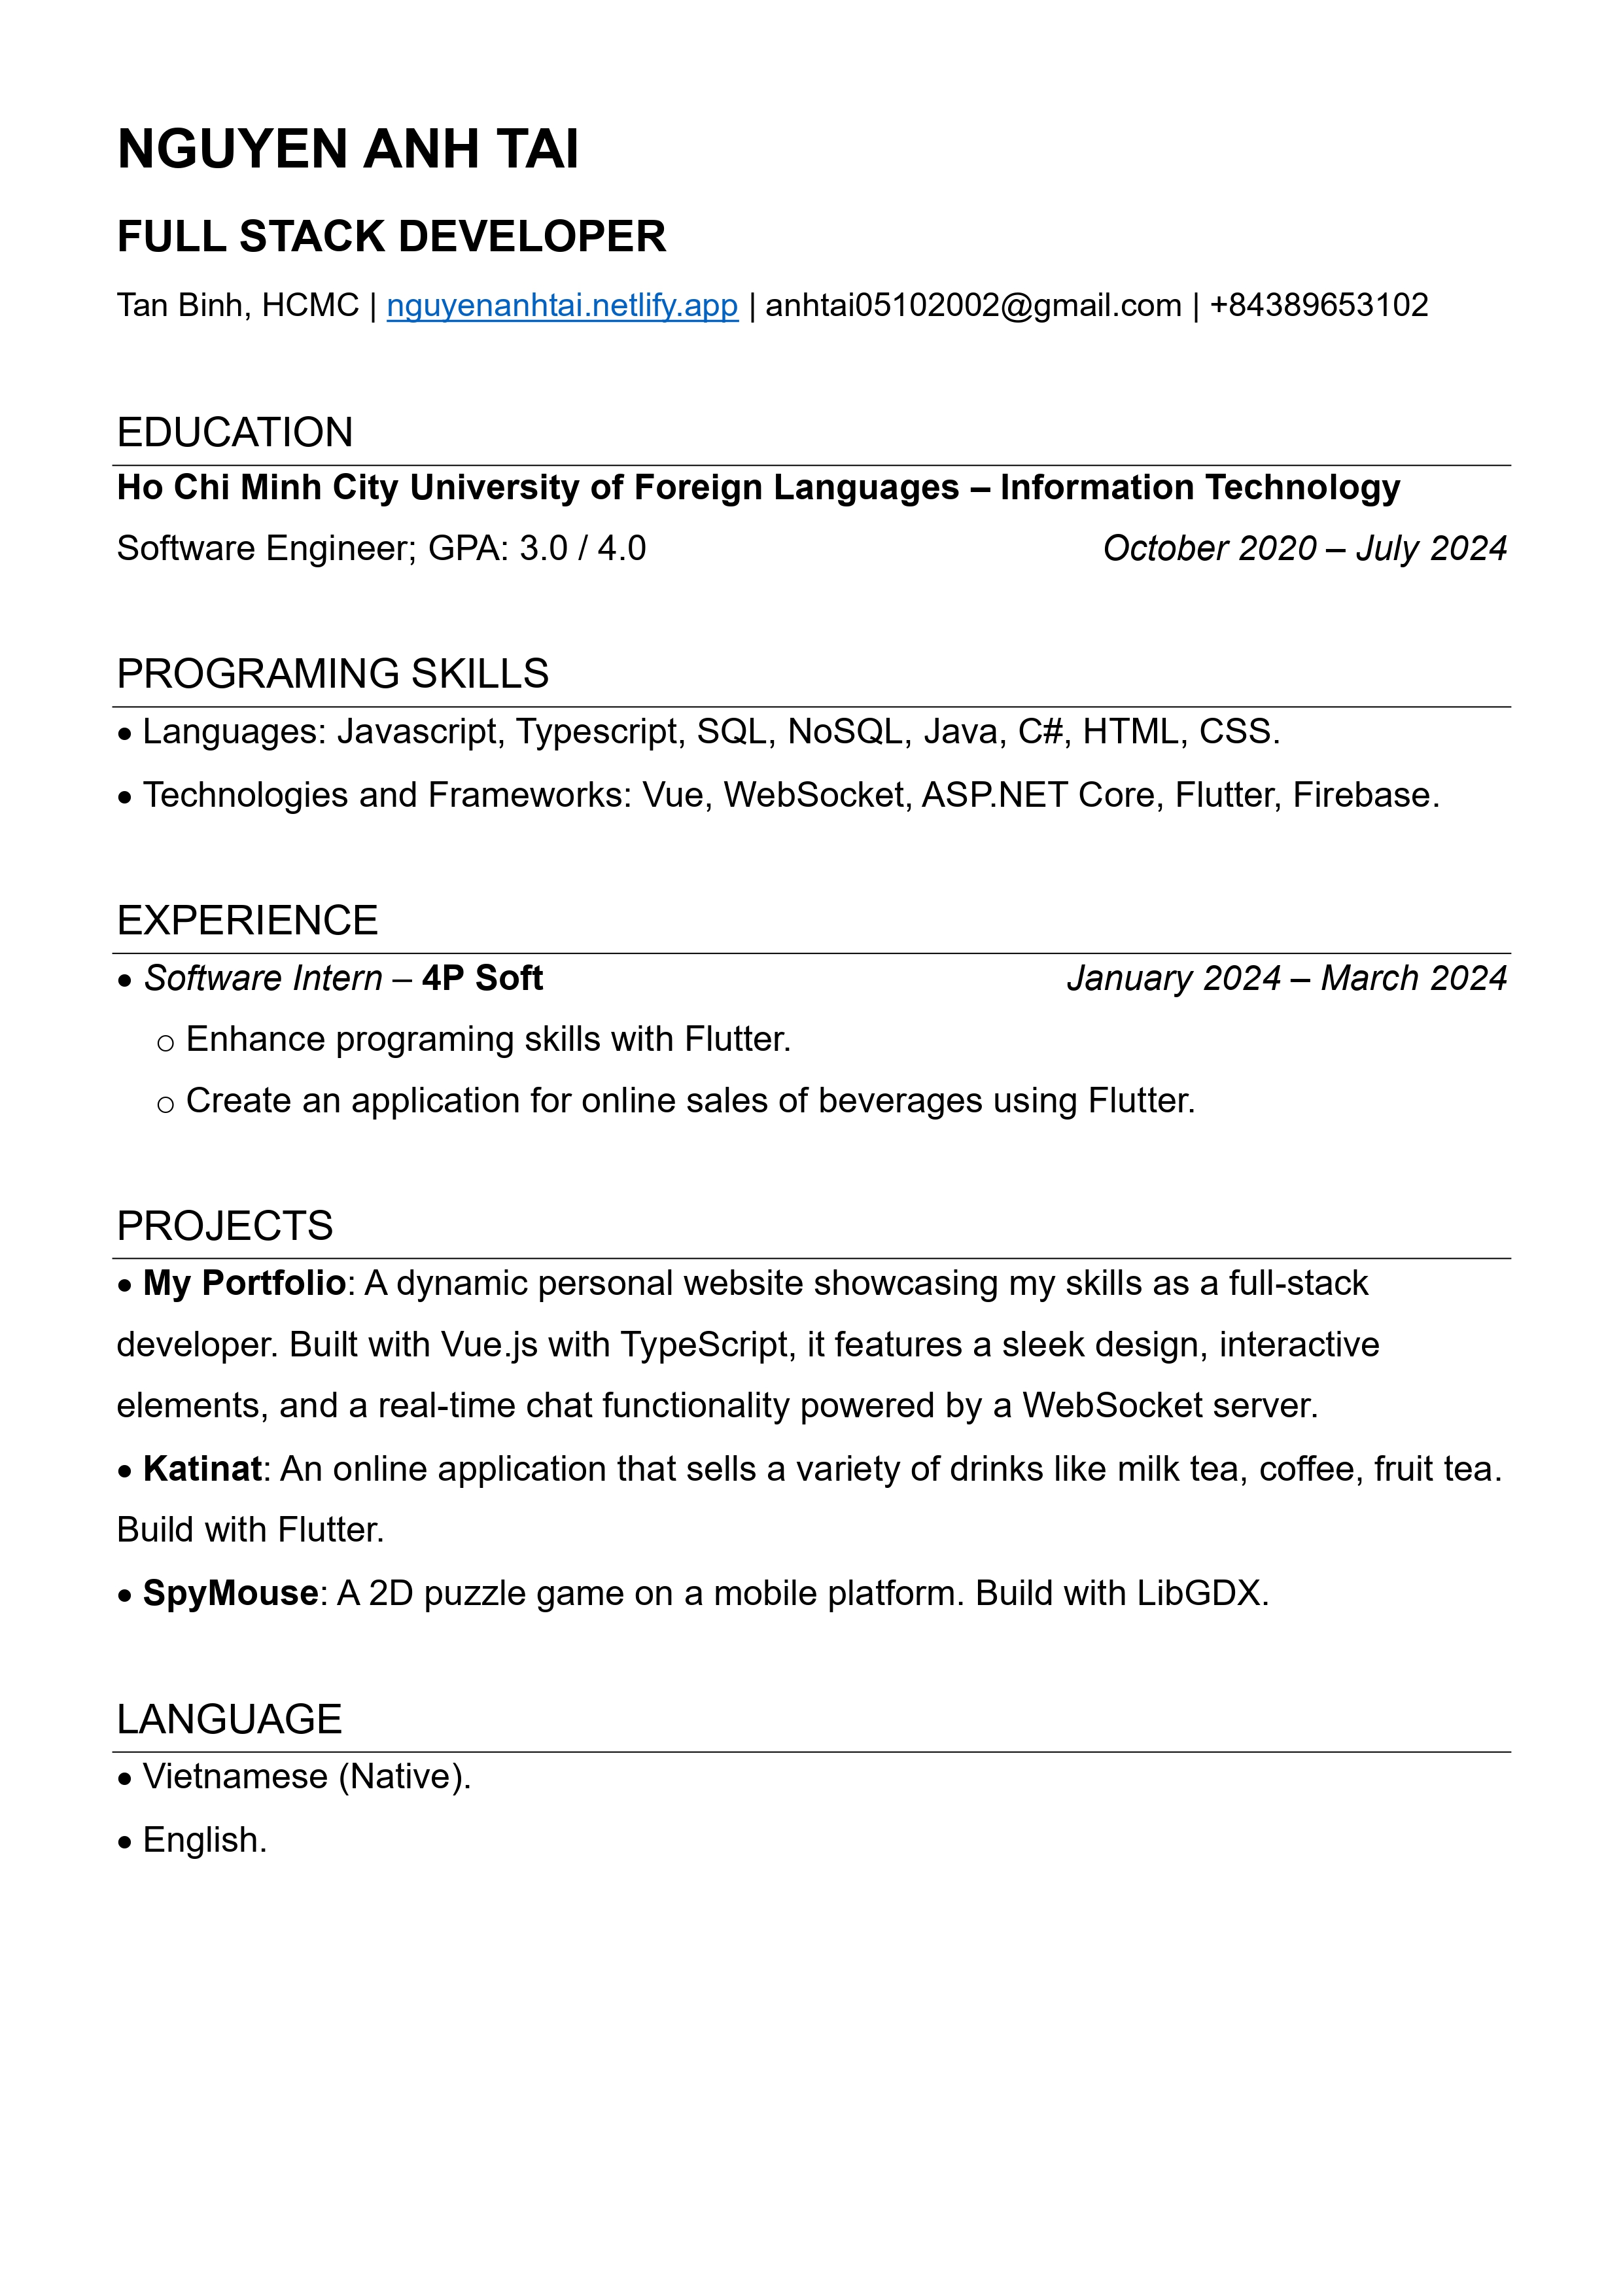 NGUYEN ANH TAI
FULL STACK DEVELOPER
Tan Binh, HCMC | nguyenanhtai.netlify.app | anhtai05102002@gmail.com | +84389653102
EDUCATION
Ho Chi Minh City University of Foreign Languages – Information Technology
Software Engineer; GPA: 3.0 / 4.0 October 2020 – July 2024
PROGRAMING SKILLS
• Languages: Javascript, Typescript, SQL, NoSQL, Java, C#, HTML, CSS.
• Technologies and Frameworks: Vue, WebSocket, ASP.NET Core, Flutter, Firebase.
EXPERIENCE
• Software Intern – 4P Soft January 2024 – March 2024
○ Enhance programing skills with Flutter.
○ Create an application for online sales of beverages using Flutter.
PROJECTS
• My Portfolio: A dynamic personal website showcasing my skills as a full-stack
developer. Built with Vue.js with TypeScript, it features a sleek design, interactive
elements, and a real-time chat functionality powered by a WebSocket server.
• Katinat: An online application that sells a variety of drinks like milk tea, coffee, fruit tea.
Build with Flutter.
• SpyMouse: A 2D puzzle game on a mobile platform. Build with LibGDX.
LANGUAGE
• Vietnamese (Native).
• English.